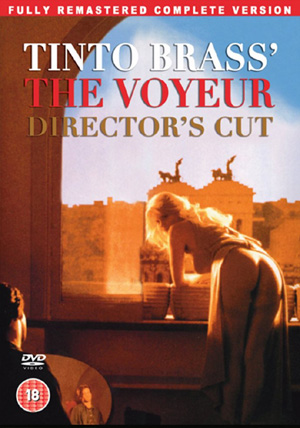 FULLY REMASTERED COMPLETE VERSION
TINTO BRASS'
THE VOYEUR
DIRECTOR'S CUT
DVD
VIDEO
18